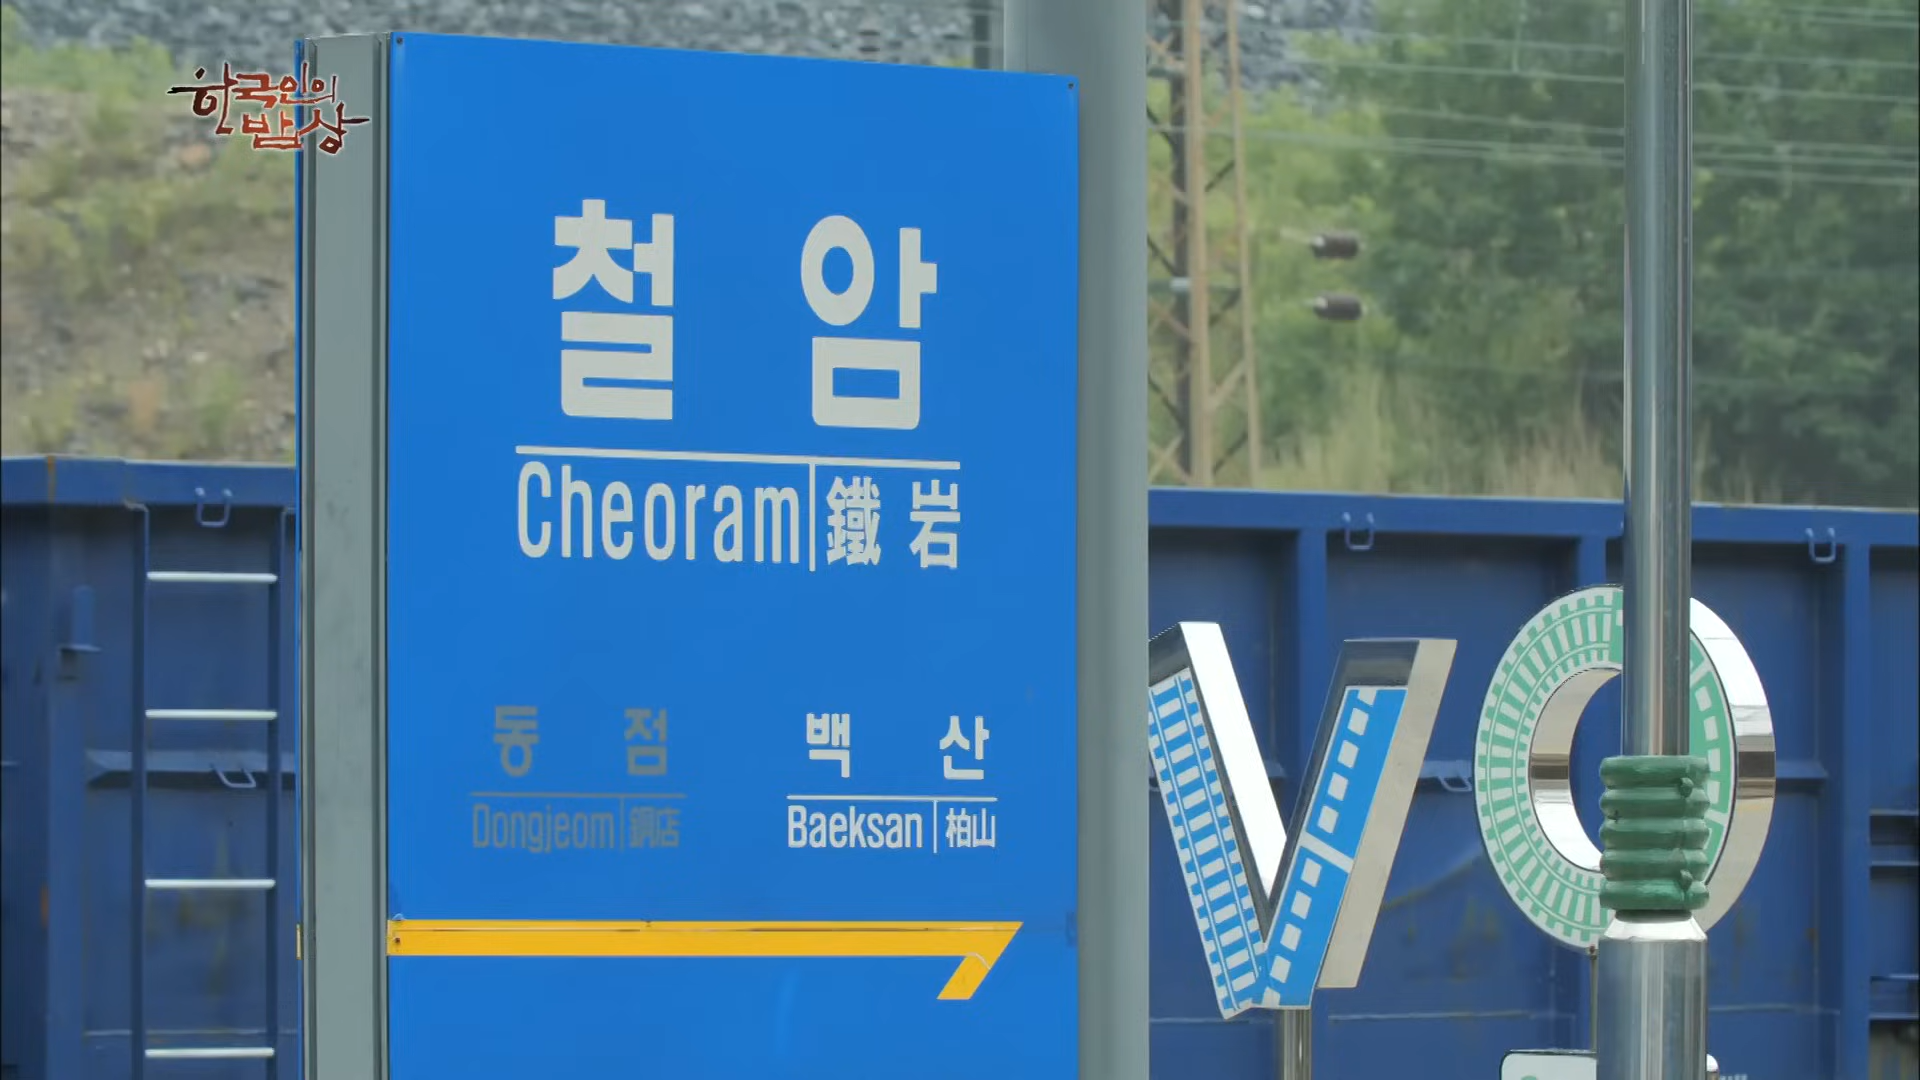 한국인의
밥상
철암
Cheoram 鐵岩
동점
Dongjeom 銅店
백산
Baeksan 柏山
VO